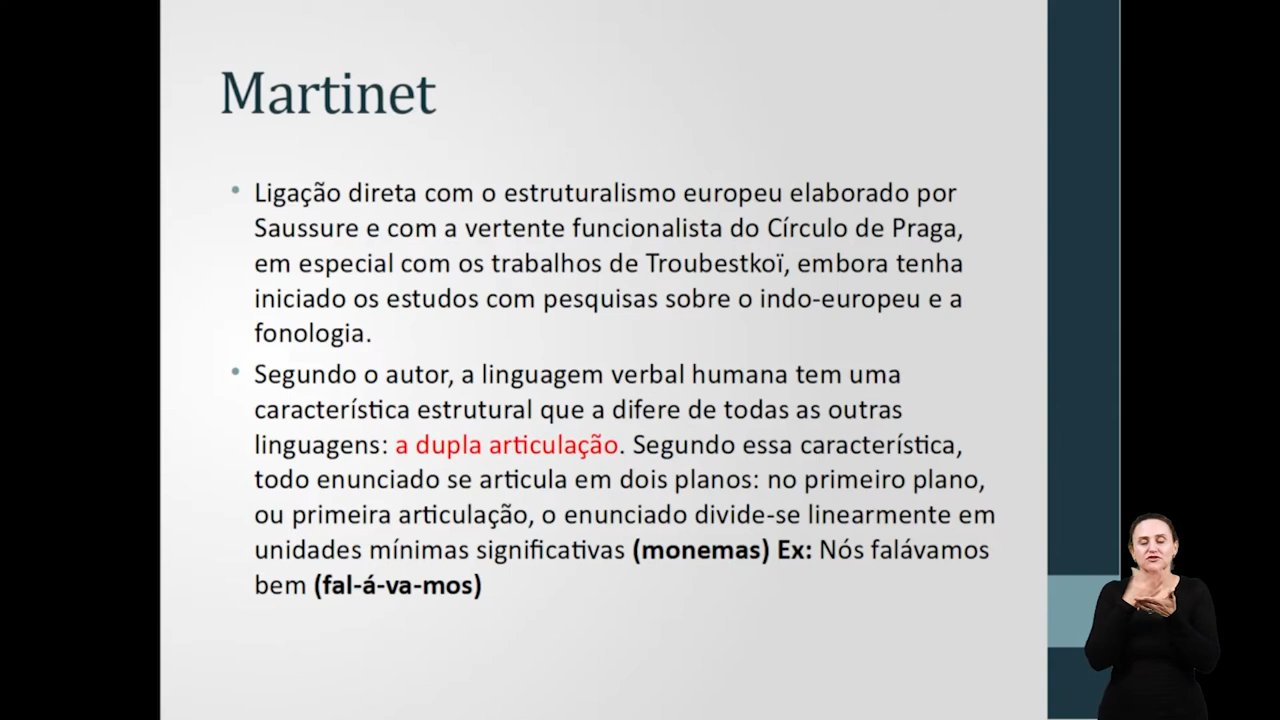 Martinet
• Ligação direta com o estruturalismo europeu elaborado por
Saussure e com a vertente funcionalista do Círculo de Praga,
em especial com os trabalhos de Troubestkoï, embora tenha
iniciado os estudos com pesquisas sobre o indo-europeu e a
fonologia.
• Segundo o autor, a linguagem verbal humana tem uma
característica estrutural que a difere de todas as outras
linguagens: a dupla articulação. Segundo essa característica,
todo enunciado se articula em dois planos: no primeiro plano,
ou primeira articulação, o enunciado divide-se linearmente em
unidades mínimas significativas (monemas) Ex: Nós falávamos
bem (fal-á-va-mos)